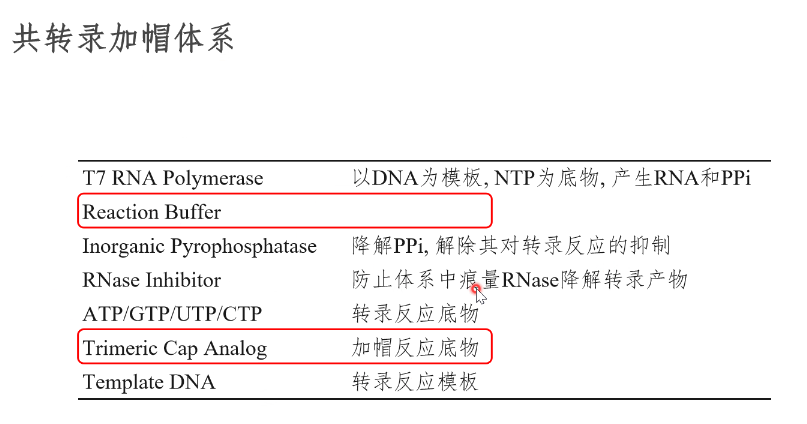 共转录加帽体系
T7 RNA Polymerase 以DNA为模板, NTP为底物, 产生RNA和PPi
Reaction Buffer
Inorganic Pyrophosphatase 降解PPi, 解除其对转录反应的抑制
RNase Inhibitor 防止体系中痕量RNase降解转录产物
ATP/GTP/UTP/CTP 转录反应底物
Trimeric Cap Analog 加帽反应底物
Template DNA 转录反应模板